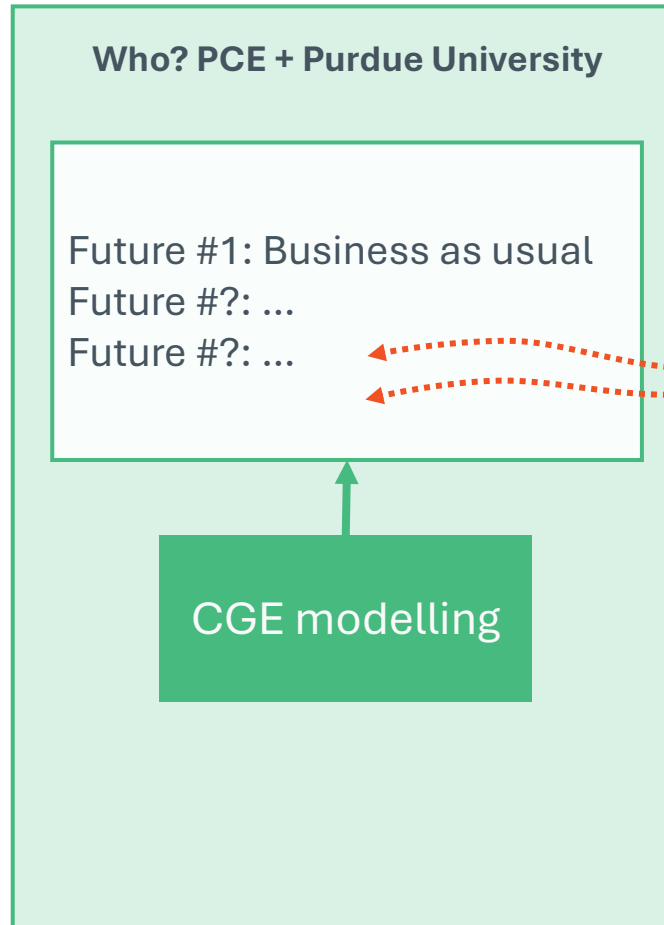 Who? PCE + Purdue University
Future #1: Business as usual
Future #?: ...
Future #?: ...
CGE modelling